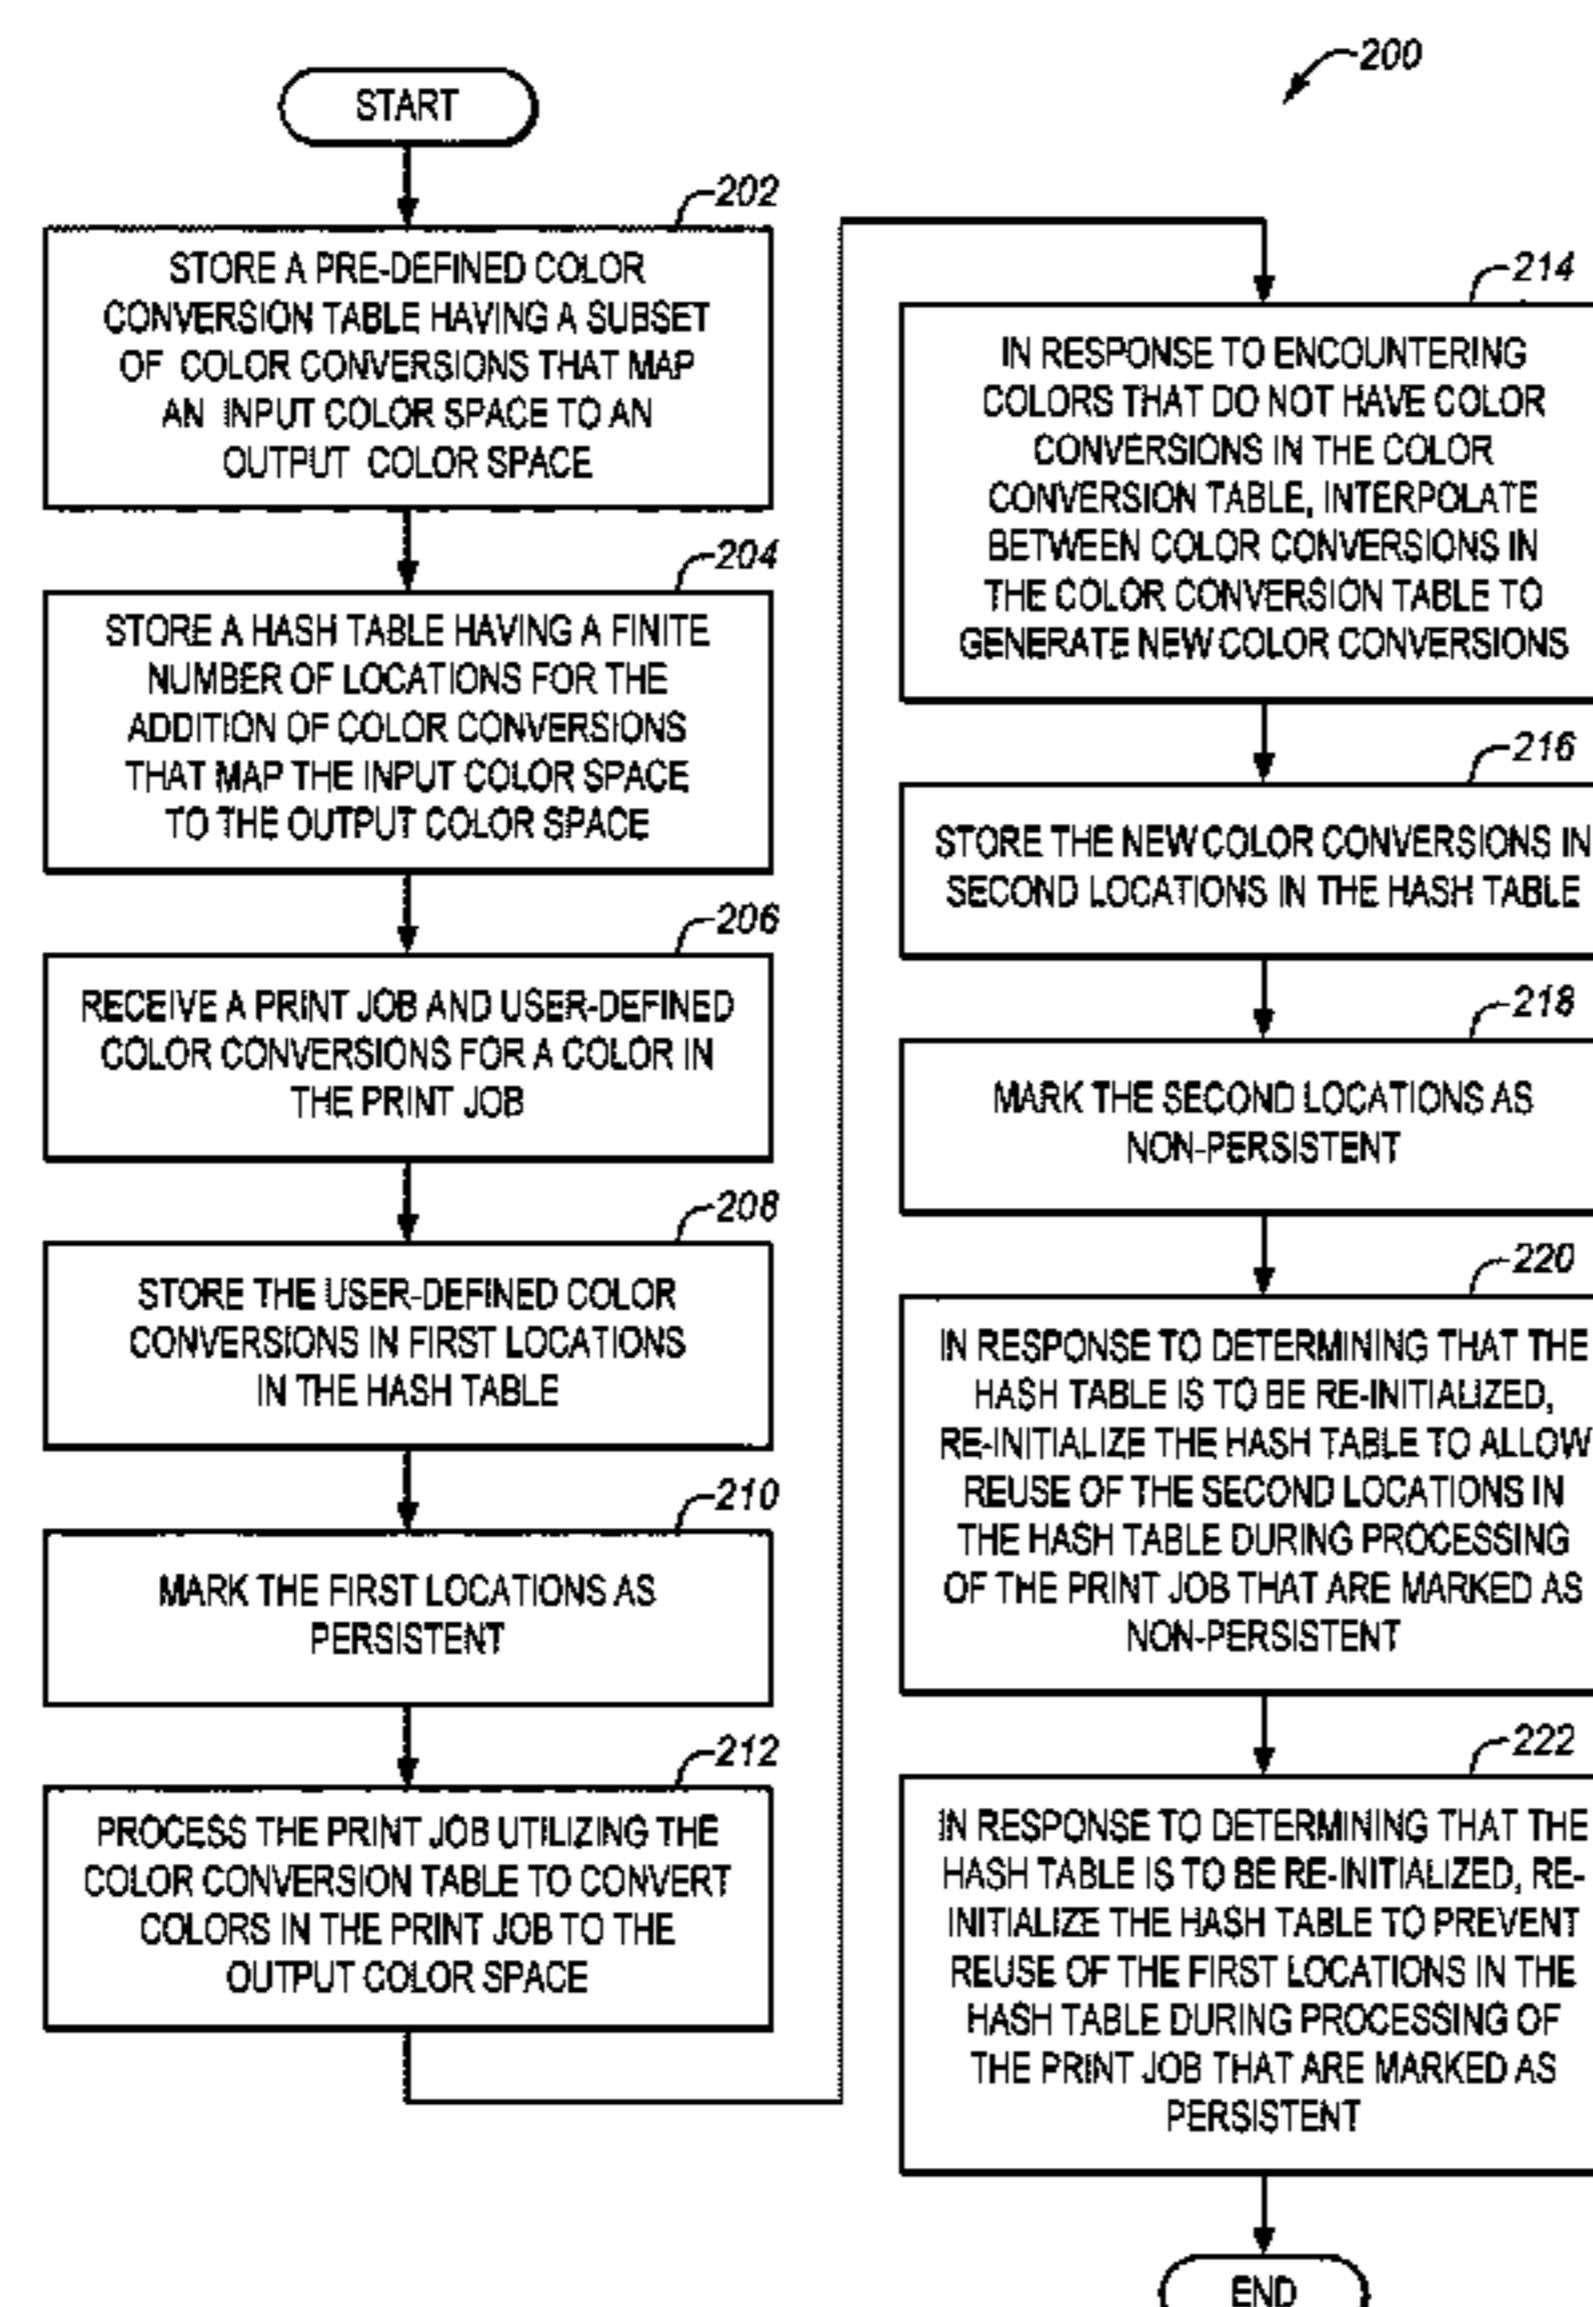 200
START
202
STORE A PRE-DEFINED COLOR
CONVERSION TABLE HAVING A SUBSET
OF COLOR CONVERSIONS THAT MAP
AN INPUT COLOR SPACE TO AN
OUTPUT COLOR SPACE
204
STORE A HASH TABLE HAVING A FINITE
NUMBER OF LOCATIONS FOR THE
ADDITION OF COLOR CONVERSIONS
THAT MAP THE INPUT COLOR SPACE
TO THE OUTPUT COLOR SPACE
206
RECEIVE A PRINT JOB AND USER-DEFINED
COLOR CONVERSIONS FOR A COLOR IN
THE PRINT JOB
208
STORE THE USER-DEFINED COLOR
CONVERSIONS IN FIRST LOCATIONS
IN THE HASH TABLE
210
MARK THE FIRST LOCATIONS AS
PERSISTENT
212
PROCESS THE PRINT JOB UTILIZING THE
COLOR CONVERSION TABLE TO CONVERT
COLORS IN THE PRINT JOB TO THE
OUTPUT COLOR SPACE
214
IN RESPONSE TO ENCOUNTERING
COLORS THAT DO NOT HAVE COLOR
CONVERSIONS IN THE COLOR
CONVERSION TABLE, INTERPOLATE
BETWEEN COLOR CONVERSIONS IN
THE COLOR CONVERSION TABLE TO
GENERATE NEW COLOR CONVERSIONS
216
STORE THE NEW COLOR CONVERSIONS IN
SECOND LOCATIONS IN THE HASH TABLE
218
MARK THE SECOND LOCATIONS AS
NON-PERSISTENT
220
IN RESPONSE TO DETERMINING THAT THE
HASH TABLE IS TO BE RE-INITIALIZED,
RE-INITIALIZE THE HASH TABLE TO ALLOW
REUSE OF THE SECOND LOCATIONS IN
THE HASH TABLE DURING PROCESSING
OF THE PRINT JOB THAT ARE MARKED AS
NON-PERSISTENT
222
IN RESPONSE TO DETERMINING THAT THE
HASH TABLE IS TO BE RE-INITIALIZED, RE-
INITIALIZE THE HASH TABLE TO PREVENT
REUSE OF THE FIRST LOCATIONS IN THE
HASH TABLE DURING PROCESSING OF
THE PRINT JOB THAT ARE MARKED AS
PERSISTENT
END